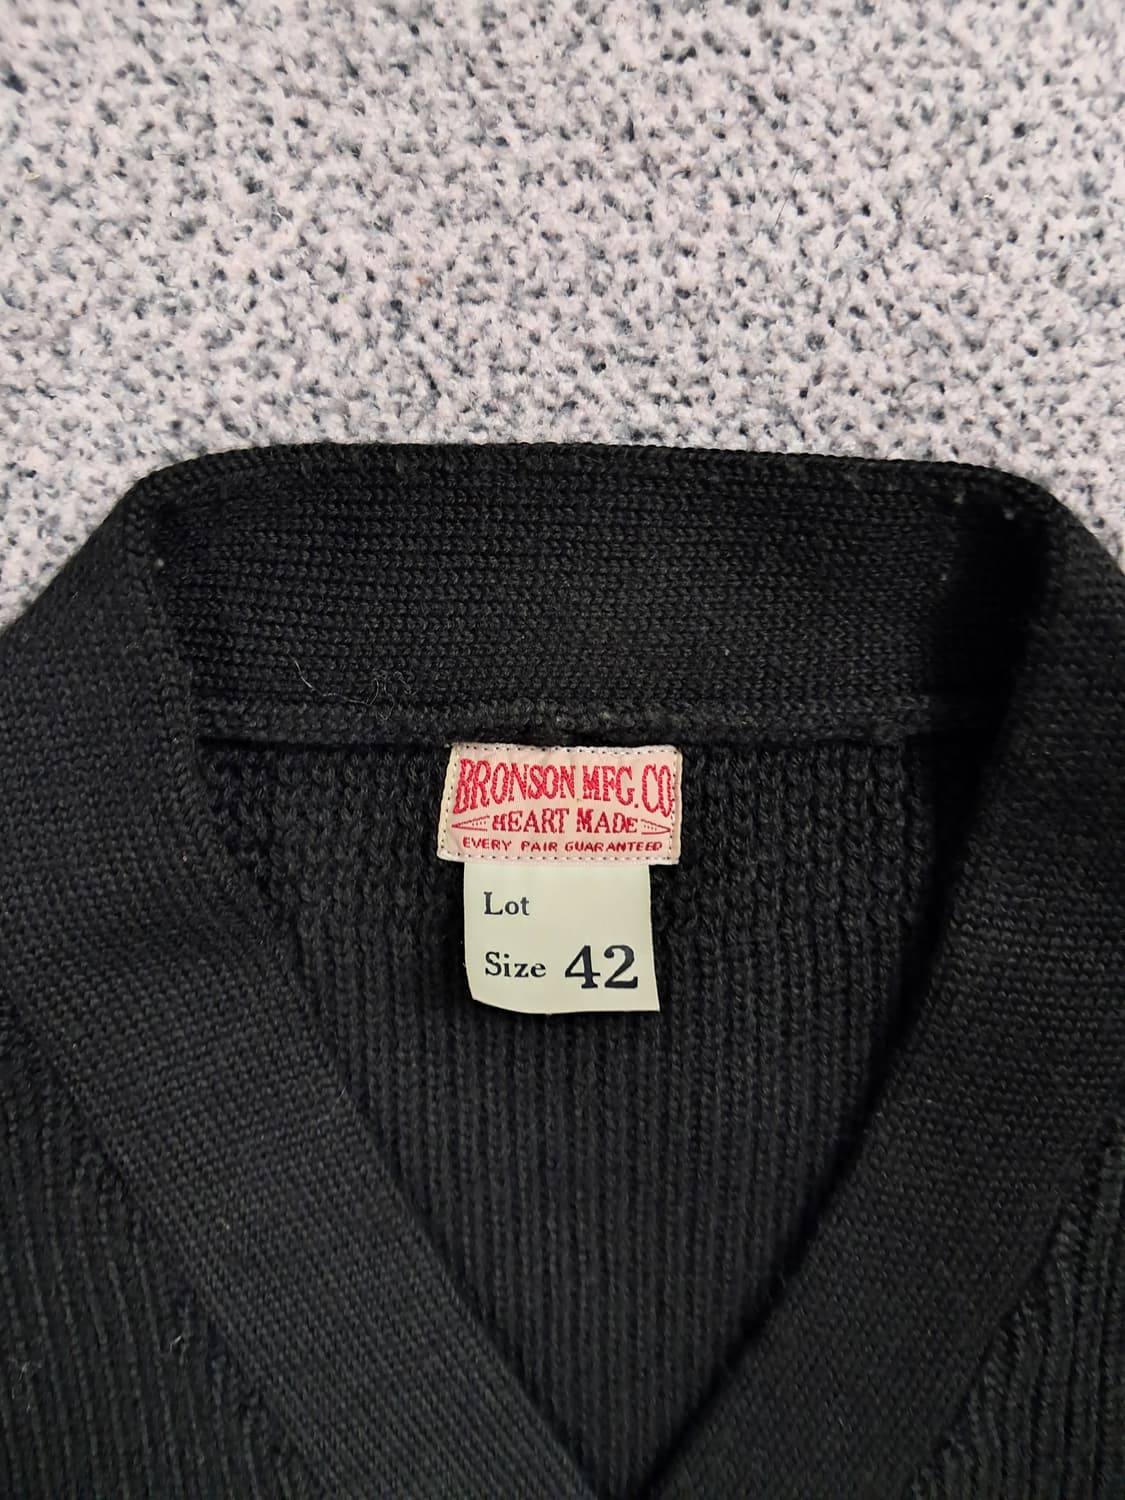 BRONSON MFG. CO
HEART MADE
EVERY PAIR GUARANTEED
Lot
Size 42